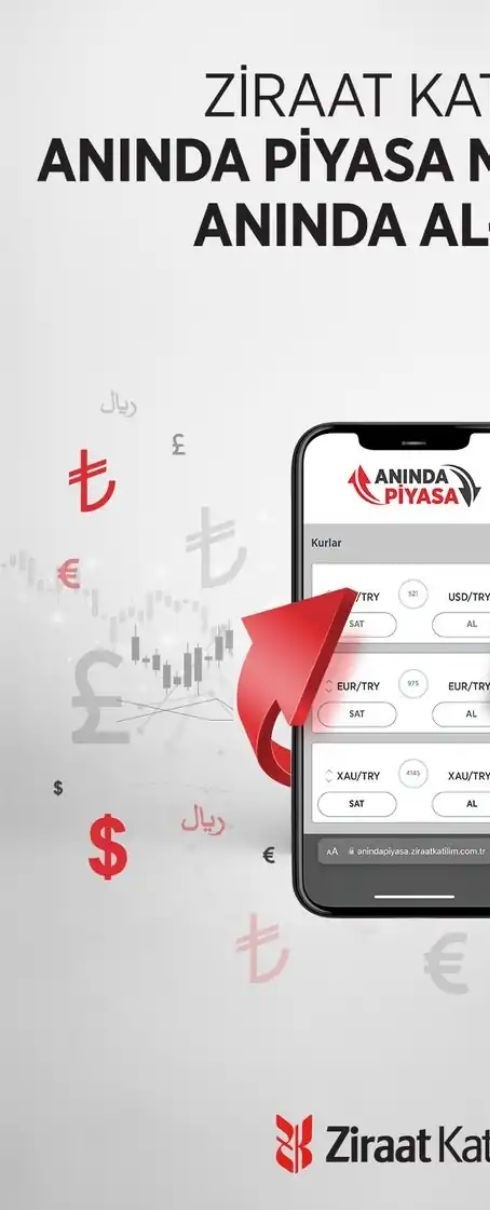 ZİRAAT KAT
ANINDA PİYASA
ANINDA AL-
ريال
£
₺
₺
€
£
$
$
ريال
€
₺
€
ANINDA
PİYASA
Kurlar
/TRY 521 USD/TRY
SAT AL
EUR/TRY 975 EUR/TRY
SAT AL
XAU/TRY 4145 XAU/TRY
SAT AL
AA anindapiyasa.ziraatkatilim.com.tr
Ziraat Kat